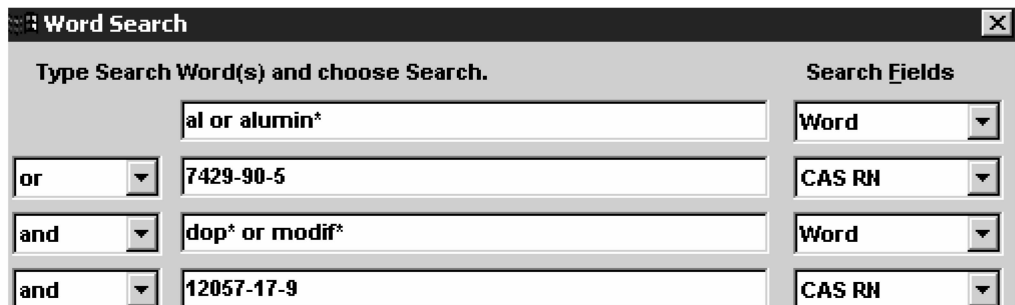 Word Search
Type Search Word(s) and choose Search. Search Fields
al or alumin* Word
or 7429-90-5 CAS RN
and dop* or modif* Word
and 12057-17-9 CAS RN